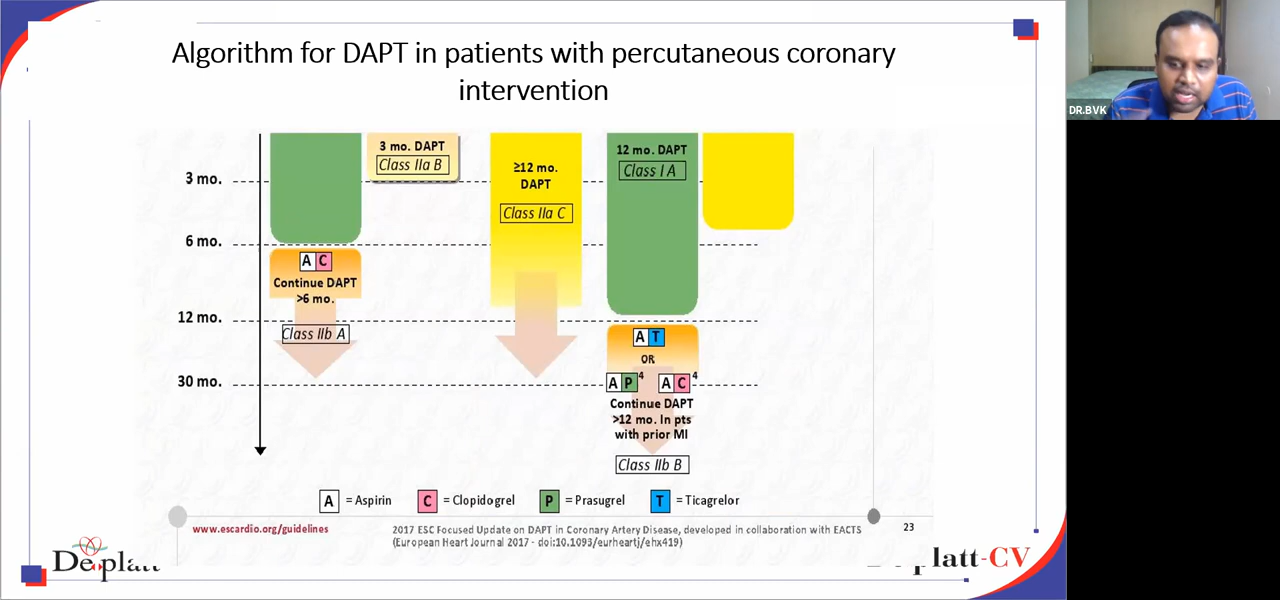 Algorithm for DAPT in patients with percutaneous coronary
intervention
DR.BVK
3 mo. DAPT
Class IIa B
≥12 mo.
DAPT
Class IIa C
12 mo. DAPT
Class I A
3 mo.
6 mo.
A C
Continue DAPT
>6 mo.
Class IIb A
12 mo.
A T
OR
30 mo.
A P 4 A C 4
Continue DAPT
>12 mo. In pts
with prior MI
Class IIb B
A = Aspirin C = Clopidogrel P = Prasugrel T = Ticagrelor
www.escardio.org/guidelines
2017 ESC Focused Update on DAPT in Coronary Artery Disease, developed in collaboration with EACTS
(European Heart Journal 2017 - doi:10.1093/eurheartj/ehx419)
23
Deplatt
Deplatt-CV